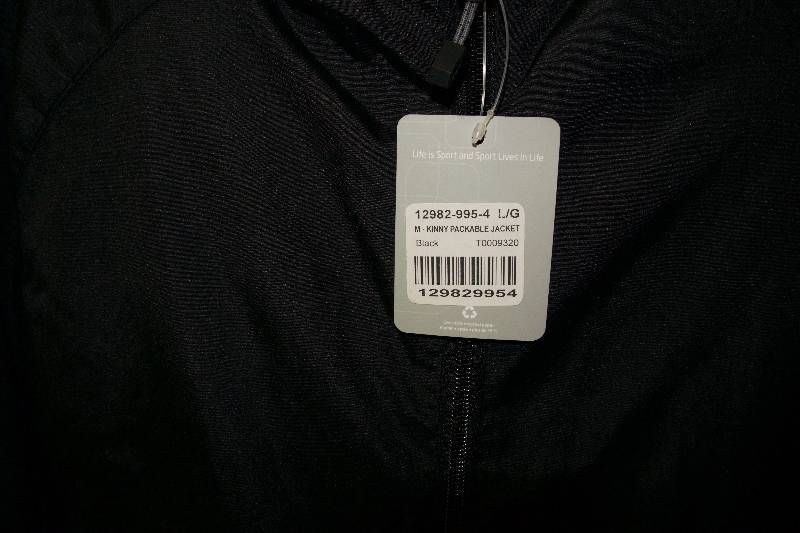 Life is Sport and Sport Lives in Life
12982-995-4 L/G
M - KINNY PACKABLE JACKET
Black T0009320
129829954